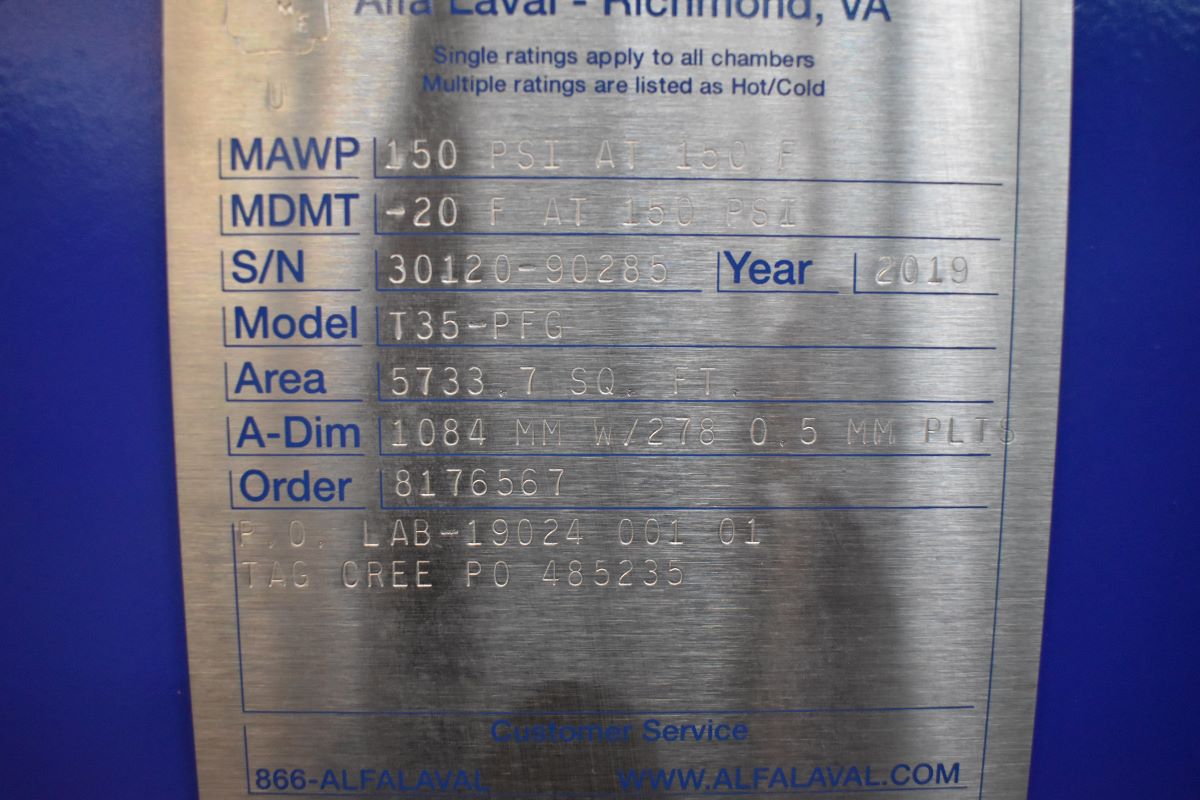 M E
Alfa Laval - Richmond, VA
Single ratings apply to all chambers
Multiple ratings are listed as Hot/Cold
U
MAWP 150 PSI AT 150 F
MDMT -20 F AT 150 PSI
S/N 30120-90285 Year 2019
Model T35-PFG
Area 5733.7 SQ. FT.
A-Dim 1084 MM W/278 0.5 MM PLTS
Order 8176567
P.O. LAB-19024 001 01
TAG CREE PO 485235
Customer Service
866-ALFALAVAL WWW.ALFALAVAL.COM